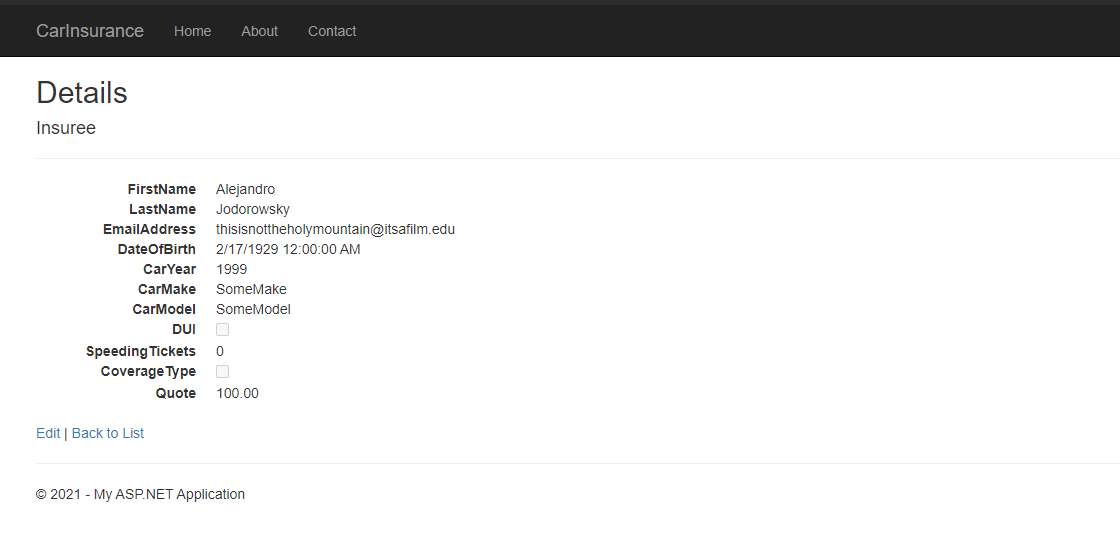 CarInsurance Home About Contact
Details
Insuree
FirstName Alejandro
LastName Jodorowsky
EmailAddress thisisnottheholymountain@itsafilm.edu
DateOfBirth 2/17/1929 12:00:00 AM
CarYear 1999
CarMake SomeMake
CarModel SomeModel
DUI
SpeedingTickets 0
CoverageType
Quote 100.00
Edit | Back to List
© 2021 - My ASP.NET Application